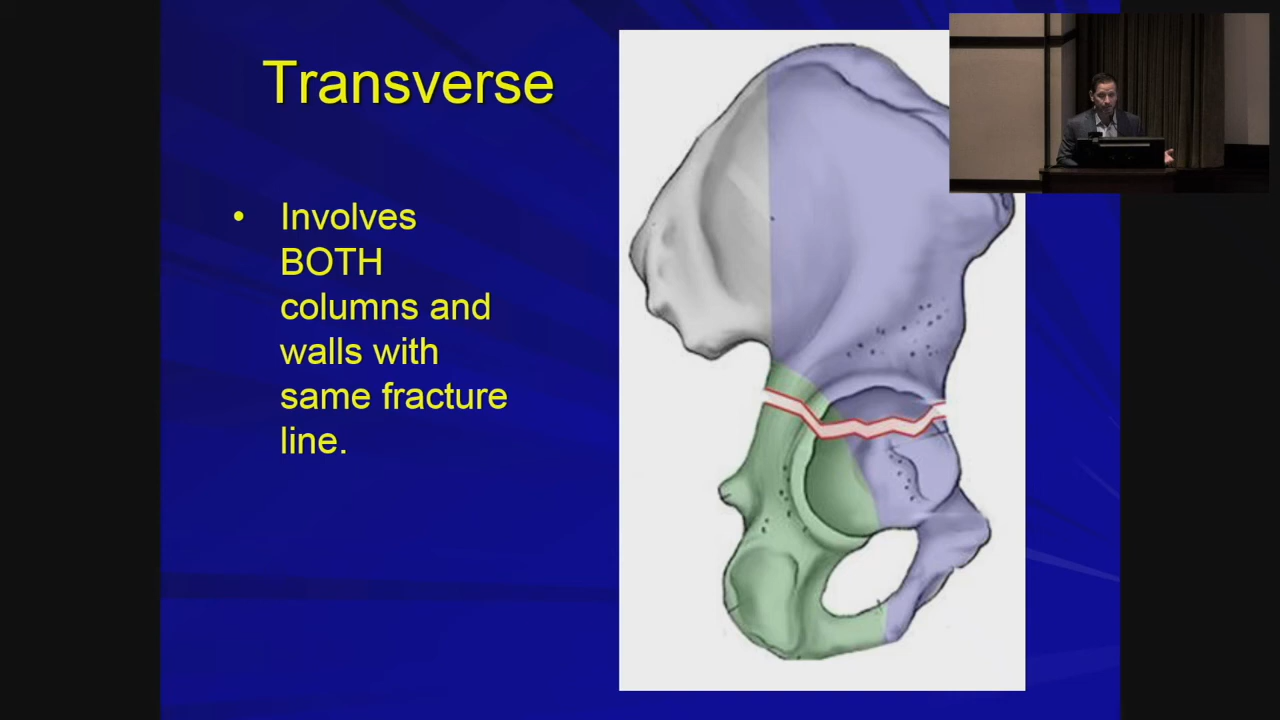 Transverse
• Involves
BOTH
columns and
walls with
same fracture
line.